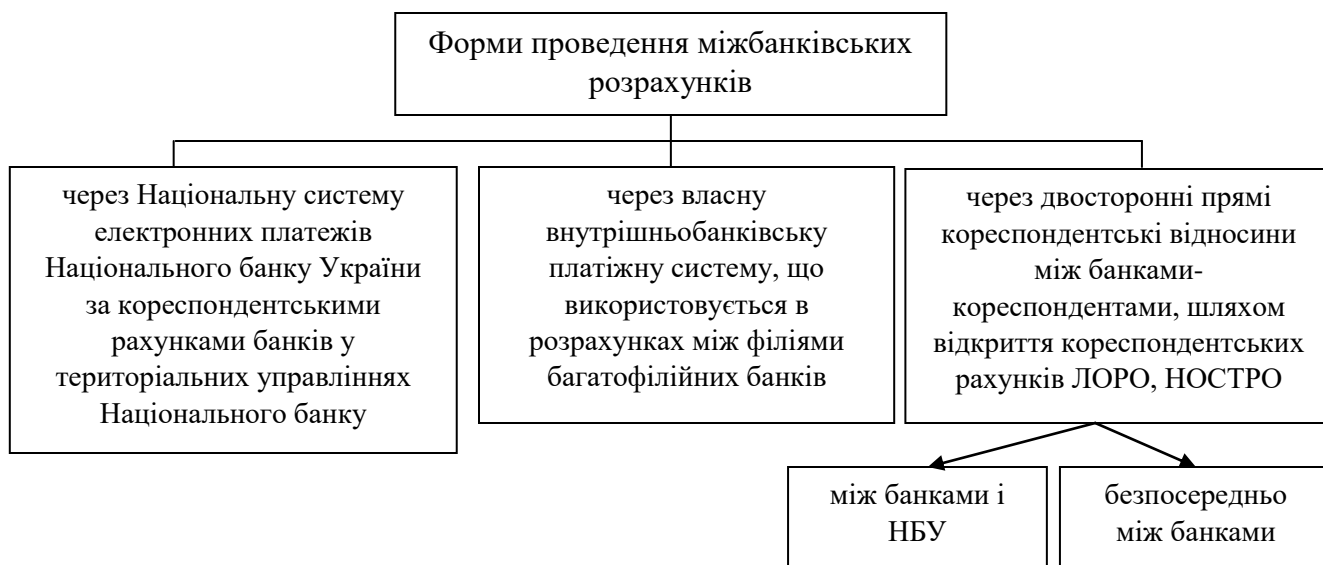 Форми проведення міжбанківських
розрахунків
через Національну систему
електронних платежів
Національного банку України
за кореспондентськими
рахунками банків у
територіальних управліннях
Національного банку
через власну
внутрішньобанківську
платіжну систему, що
використовується в
розрахунках між філіями
багатофілійних банків
через двосторонні прямі
кореспондентські відносини
між банками-
кореспондентами, шляхом
відкриття кореспондентських
рахунків ЛОРО, НОСТРО
між банками і
НБУ
безпосередньо
між банками